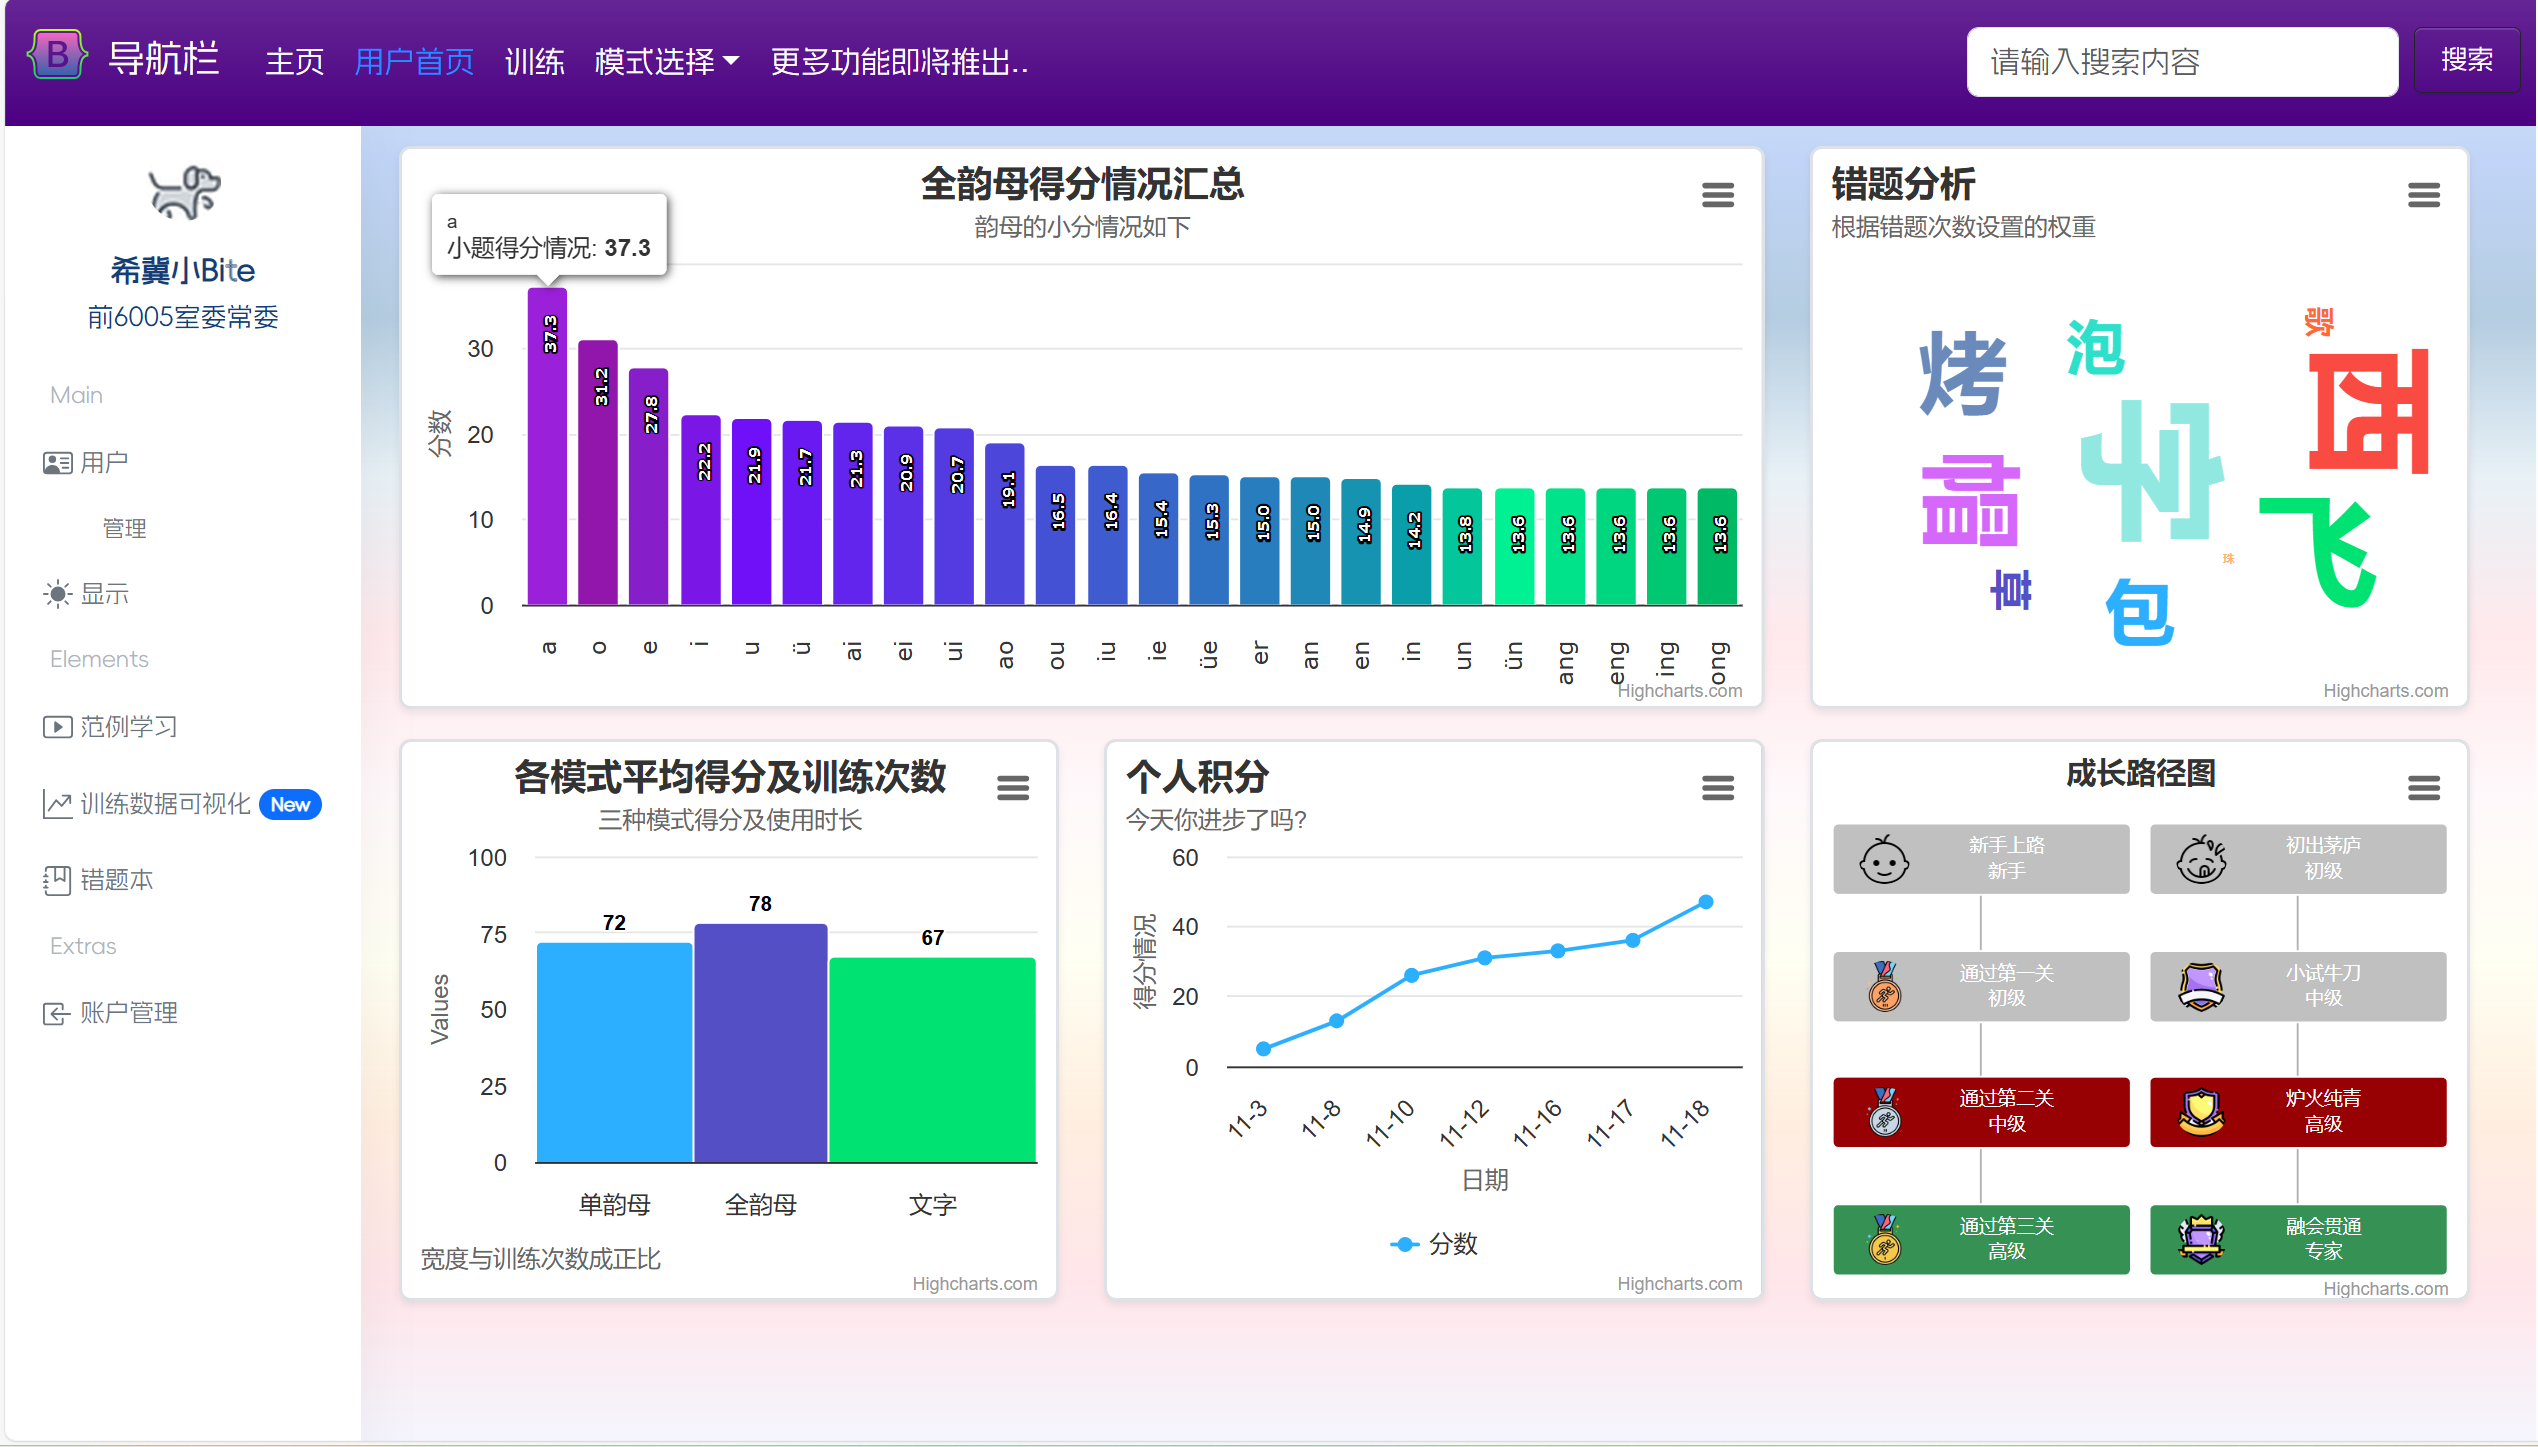 B 导航栏 主页 用户首页 训练 模式选择 更多功能即将推出.. 请输入搜索内容 搜索
希冀小Bite
前6005室委常委
Main
用户
管理
显示
Elements
范例学习
训练数据可视化 New
错题本
Extras
账户管理
全韵母得分情况汇总
韵母的小分情况如下
a
小题得分情况: 37.3
分数
30
20
10
0
37.3 31.2 27.8 22.2 21.9 21.7 21.3 20.9 20.7 19.1 16.5 16.4 15.4 15.3 15.0 15.0 14.9 14.2 13.8 13.6 13.6 13.6 13.6 13.6
a o e i u ü ai ei ui ao ou iu ie üe er an en in un ün ang eng ing ong
Highcharts.com
错题分析
根据错题次数设置的权重
歌
泡
烤
西
字
帽
飞
珠
草
包
Highcharts.com
各模式平均得分及训练次数
三种模式得分及使用时长
Values
100
75
50
25
0
72 78 67
单韵母 全韵母 文字
宽度与训练次数成正比
Highcharts.com
个人积分
今天你进步了吗?
得分情况
60
40
20
0
11-3 11-8 11-10 11-12 11-16 11-17 11-18
日期
分数
Highcharts.com
成长路径图
新手上路
新手
初出茅庐
初级
通过第一关
初级
小试牛刀
中级
通过第二关
中级
炉火纯青
高级
通过第三关
高级
融会贯通
专家
Highcharts.com